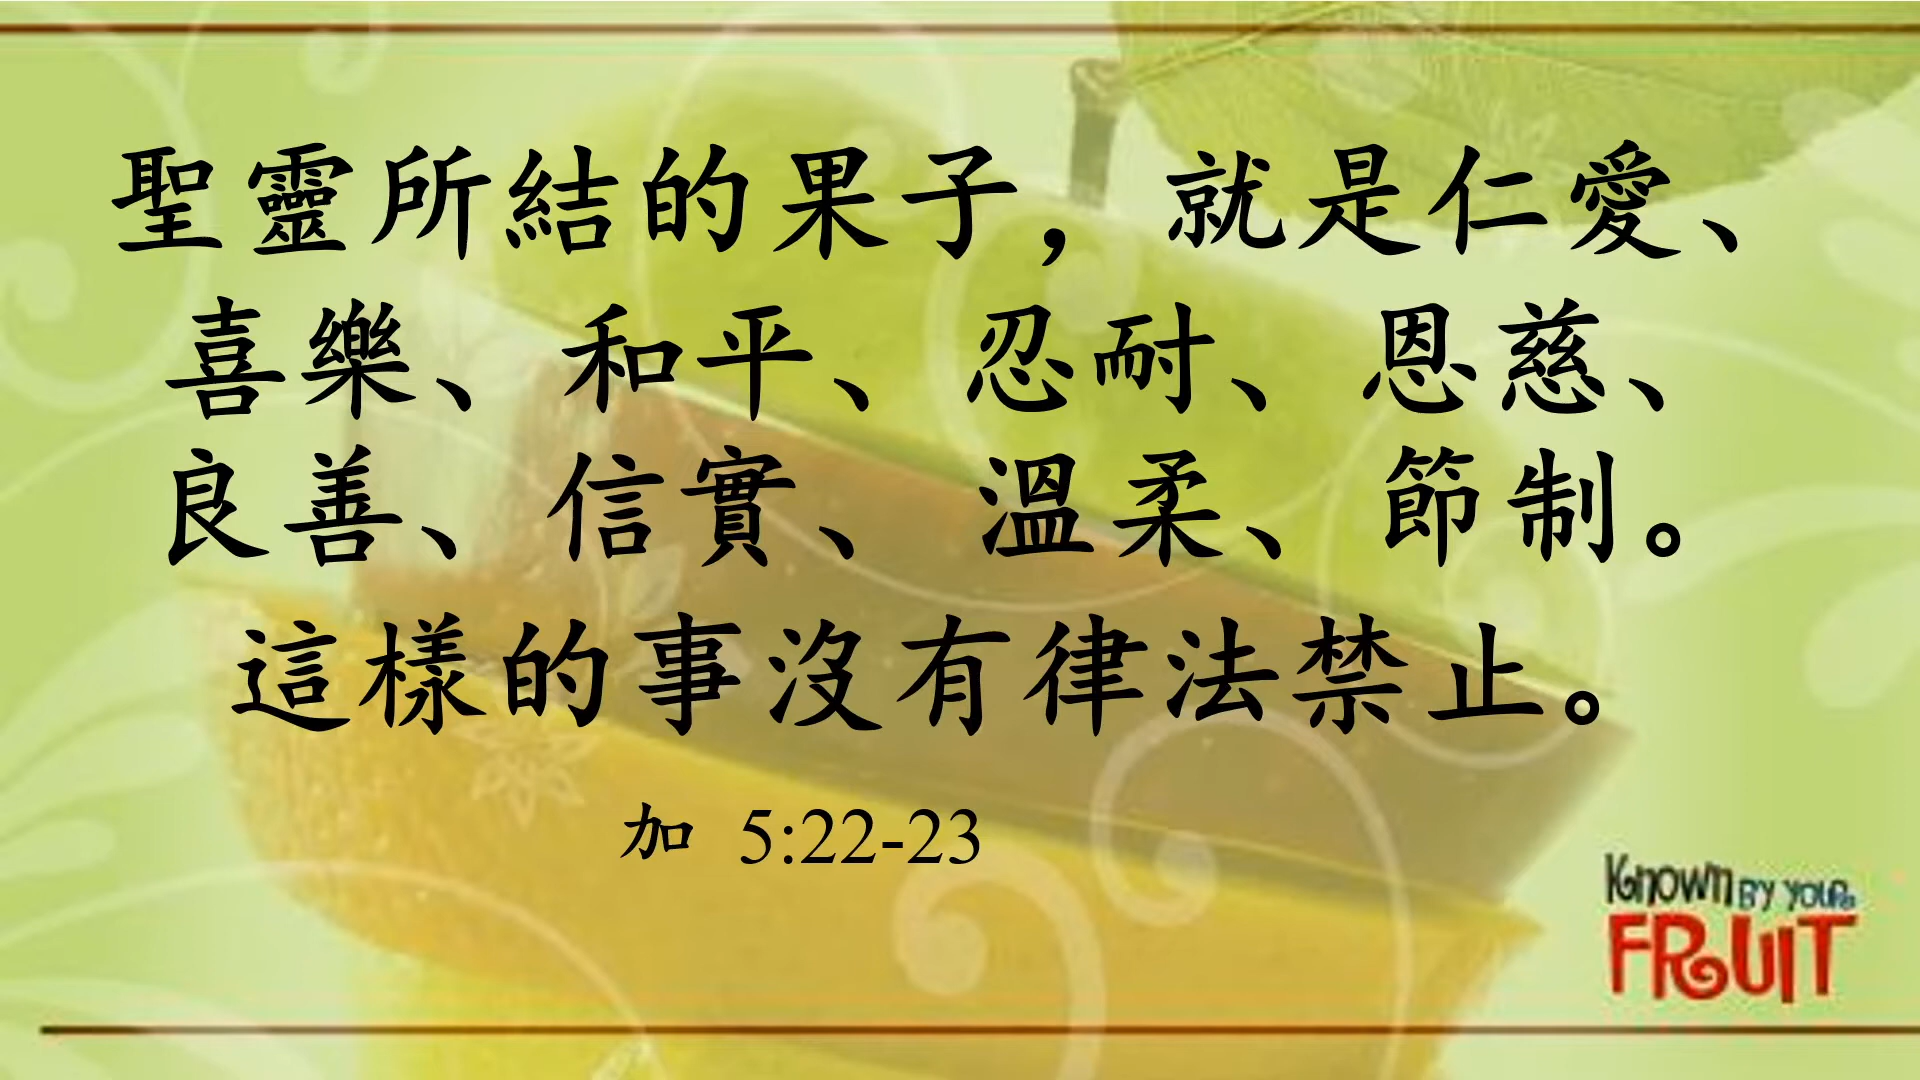 聖靈所結的果子，就是仁愛、
喜樂、和平、忍耐、恩慈、
良善、信實、溫柔、節制。
這樣的事沒有律法禁止。
加 5:22-23
Known BY YOUR
FRUIT